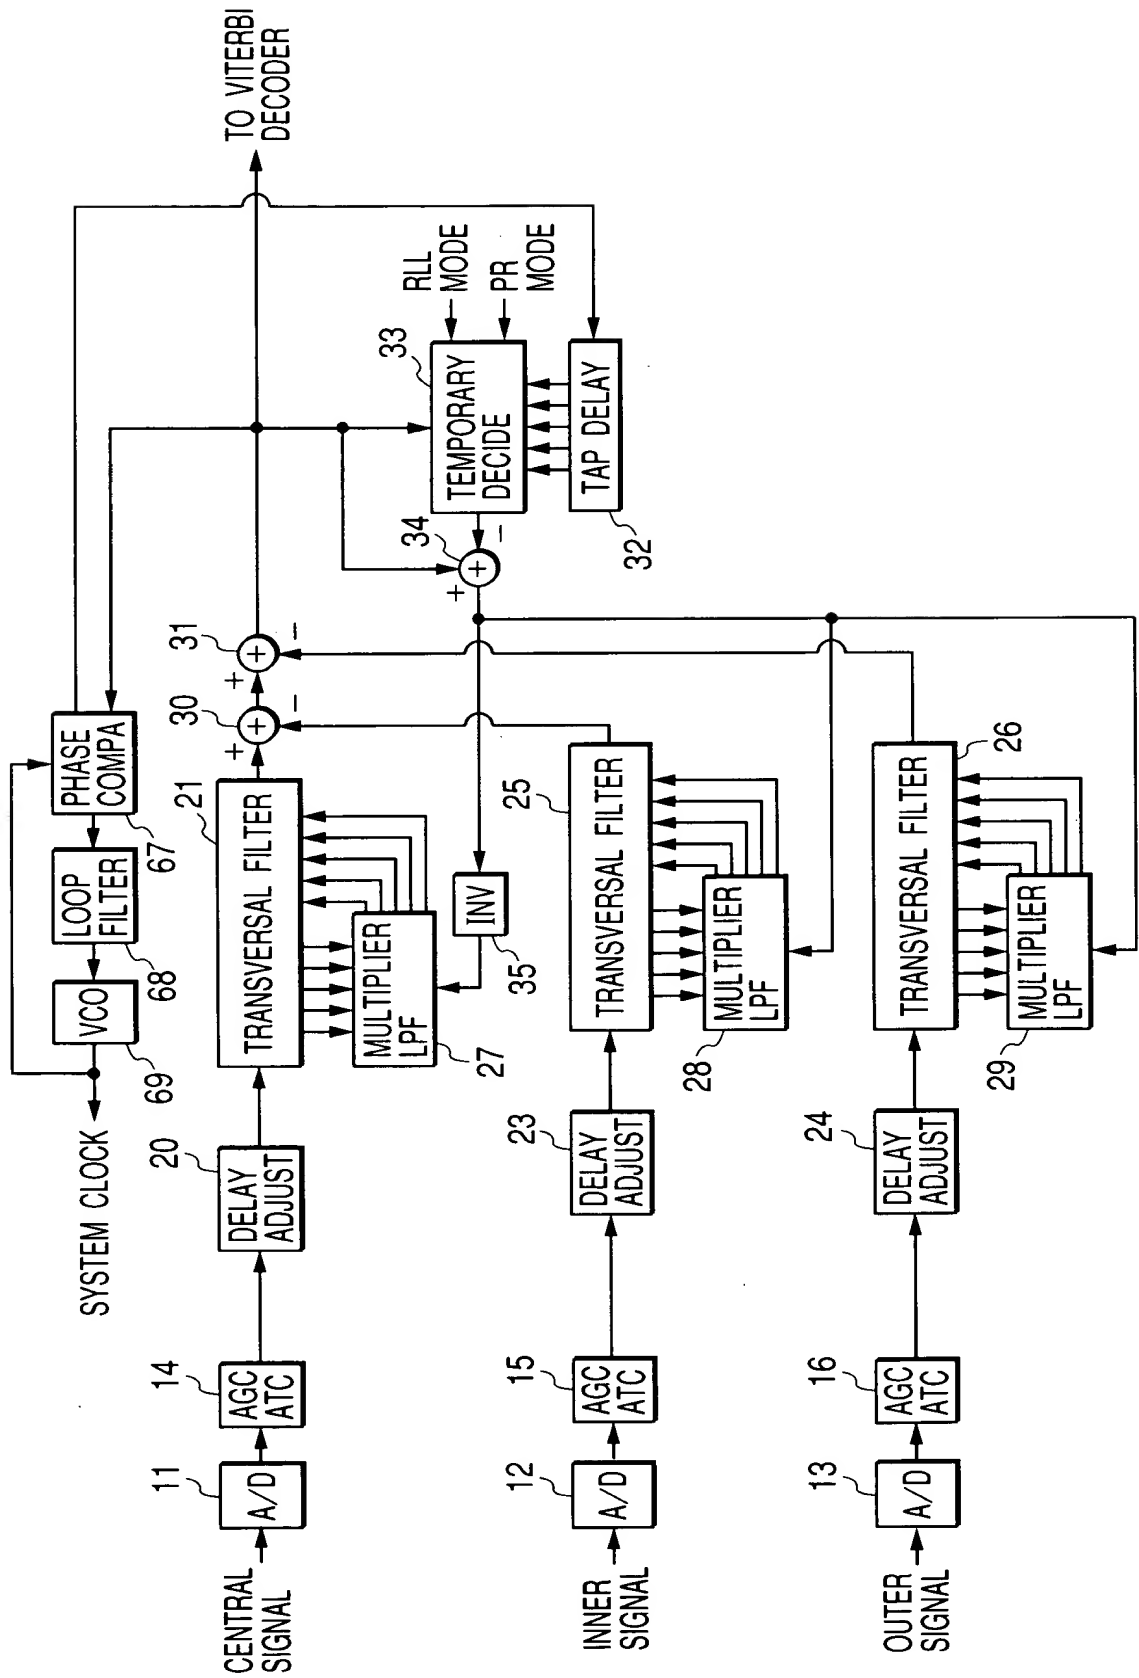 SYSTEM CLOCK
VCO
69
LOOP
FILTER
68
PHASE
COMPA
67
CENTRAL
SIGNAL
A/D
11
AGC
ATC
14
DELAY
ADJUST
20
TRANSVERSAL FILTER
21
MULTIPLIER
LPF
27
+
+
−
30
+
+
−
31
TO VITERBI
DECODER
INV
35
+
+
−
34
TEMPORARY
DECIDE
33
RLL
MODE
PR
MODE
TAP DELAY
32
INNER
SIGNAL
A/D
12
AGC
ATC
15
DELAY
ADJUST
23
TRANSVERSAL FILTER
25
MULTIPLIER
LPF
28
OUTER
SIGNAL
A/D
13
AGC
ATC
16
DELAY
ADJUST
24
TRANSVERSAL FILTER
26
MULTIPLIER
LPF
29